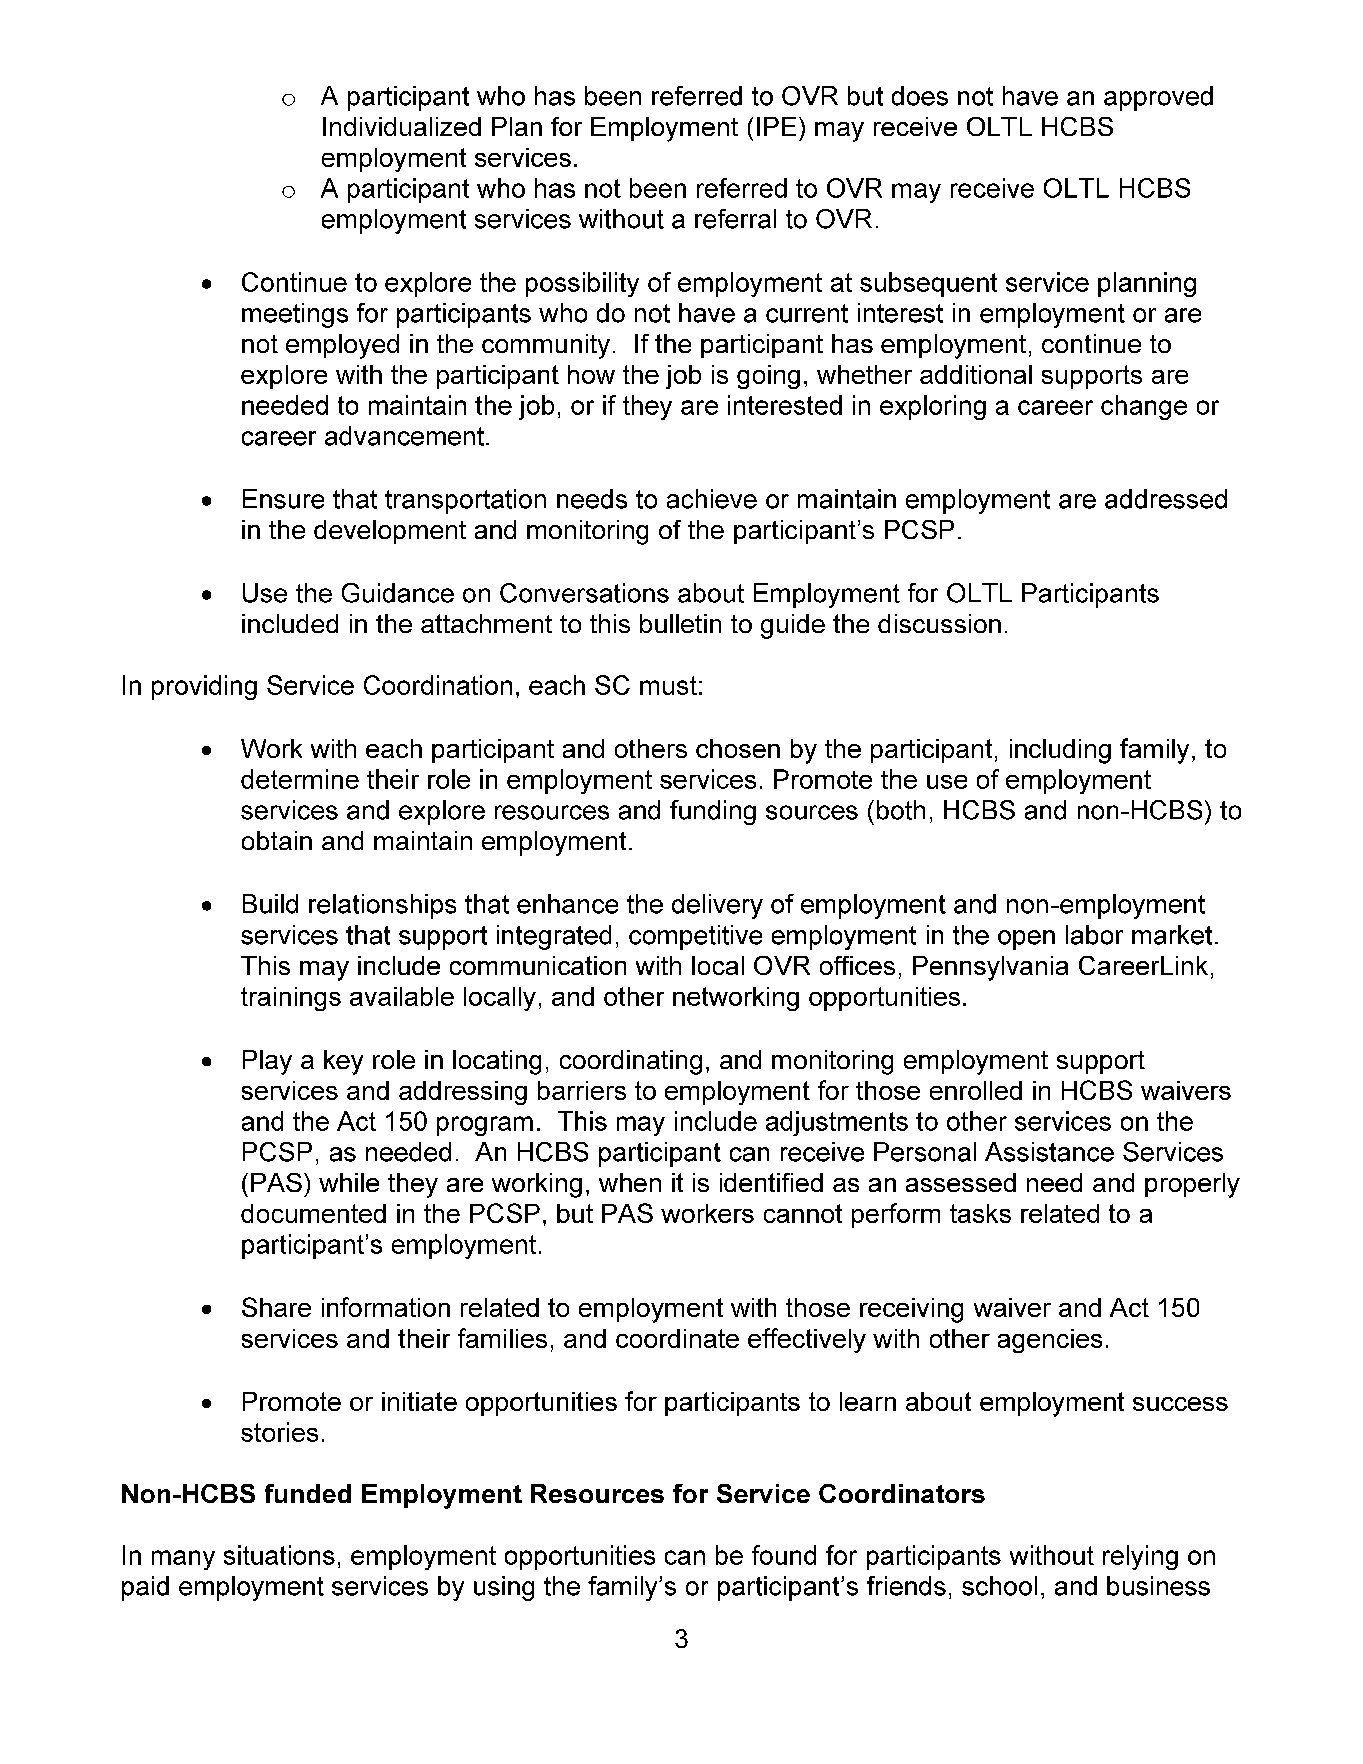 o A participant who has been referred to OVR but does not have an approved
Individualized Plan for Employment (IPE) may receive OLTL HCBS
employment services.
o A participant who has not been referred to OVR may receive OLTL HCBS
employment services without a referral to OVR.
• Continue to explore the possibility of employment at subsequent service planning
meetings for participants who do not have a current interest in employment or are
not employed in the community.  If the participant has employment, continue to
explore with the participant how the job is going, whether additional supports are
needed to maintain the job, or if they are interested in exploring a career change or
career advancement.
• Ensure that transportation needs to achieve or maintain employment are addressed
in the development and monitoring of the participant’s PCSP.
• Use the Guidance on Conversations about Employment for OLTL Participants
included in the attachment to this bulletin to guide the discussion.
In providing Service Coordination, each SC must:
• Work with each participant and others chosen by the participant, including family, to
determine their role in employment services. Promote the use of employment
services and explore resources and funding sources (both, HCBS and non-HCBS) to
obtain and maintain employment.
• Build relationships that enhance the delivery of employment and non-employment
services that support integrated, competitive employment in the open labor market.
This may include communication with local OVR offices, Pennsylvania CareerLink,
trainings available locally, and other networking opportunities.
• Play a key role in locating, coordinating, and monitoring employment support
services and addressing barriers to employment for those enrolled in HCBS waivers
and the Act 150 program.  This may include adjustments to other services on the
PCSP, as needed.  An HCBS participant can receive Personal Assistance Services
(PAS) while they are working, when it is identified as an assessed need and properly
documented in the PCSP, but PAS workers cannot perform tasks related to a
participant’s employment.
• Share information related to employment with those receiving waiver and Act 150
services and their families, and coordinate effectively with other agencies.
• Promote or initiate opportunities for participants to learn about employment success
stories.
Non-HCBS funded Employment Resources for Service Coordinators
In many situations, employment opportunities can be found for participants without relying on
paid employment services by using the family’s or participant’s friends, school, and business
3